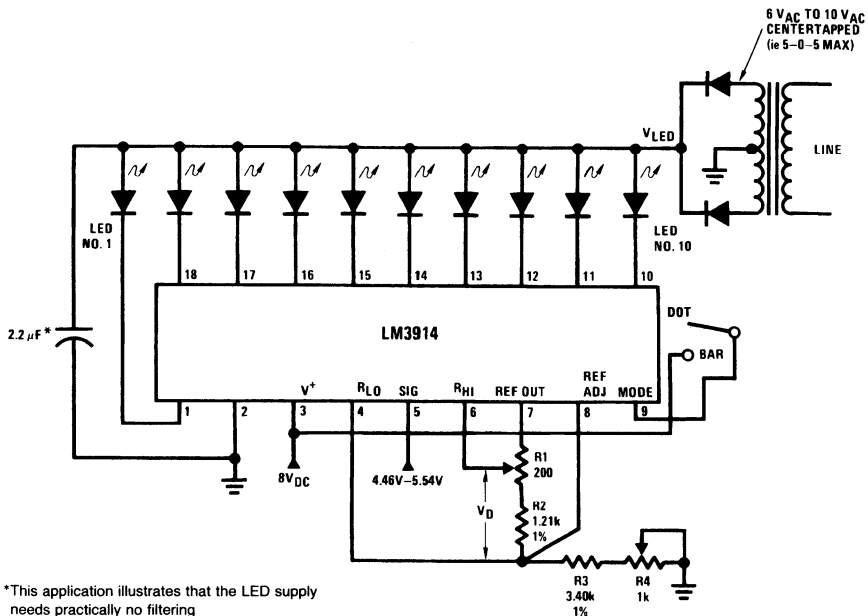 6 VAC TO 10 VAC
CENTERTAPPED
(ie 5-0-5 MAX)
VLED
LINE
LED
NO. 1
LED
NO. 10
18
17
16
15
14
13
12
11
10
2.2 μF*
LM3914
DOT
BAR
V+
RLO
SIG
RHI
REF OUT
REF
ADJ
MODE
1
2
3
4
5
6
7
8
9
8VDC
4.46V–5.54V
R1
200
VD
R2
1.21k
1%
R3
3.40k
1%
R4
1k
*This application illustrates that the LED supply
needs practically no filtering